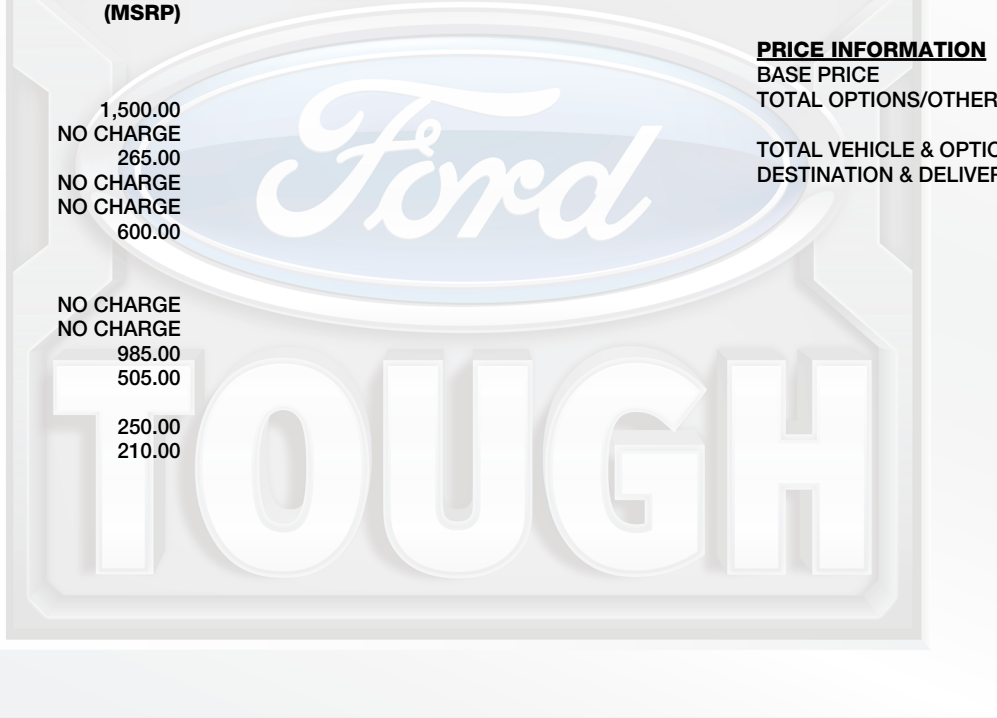 (MSRP)
1,500.00
NO CHARGE
265.00
NO CHARGE
NO CHARGE
600.00
NO CHARGE
NO CHARGE
985.00
505.00
250.00
210.00
PRICE INFORMATION
BASE PRICE
TOTAL OPTIONS/OTHER
TOTAL VEHICLE & OPTIO
DESTINATION & DELIVER
Ford
TOUGH